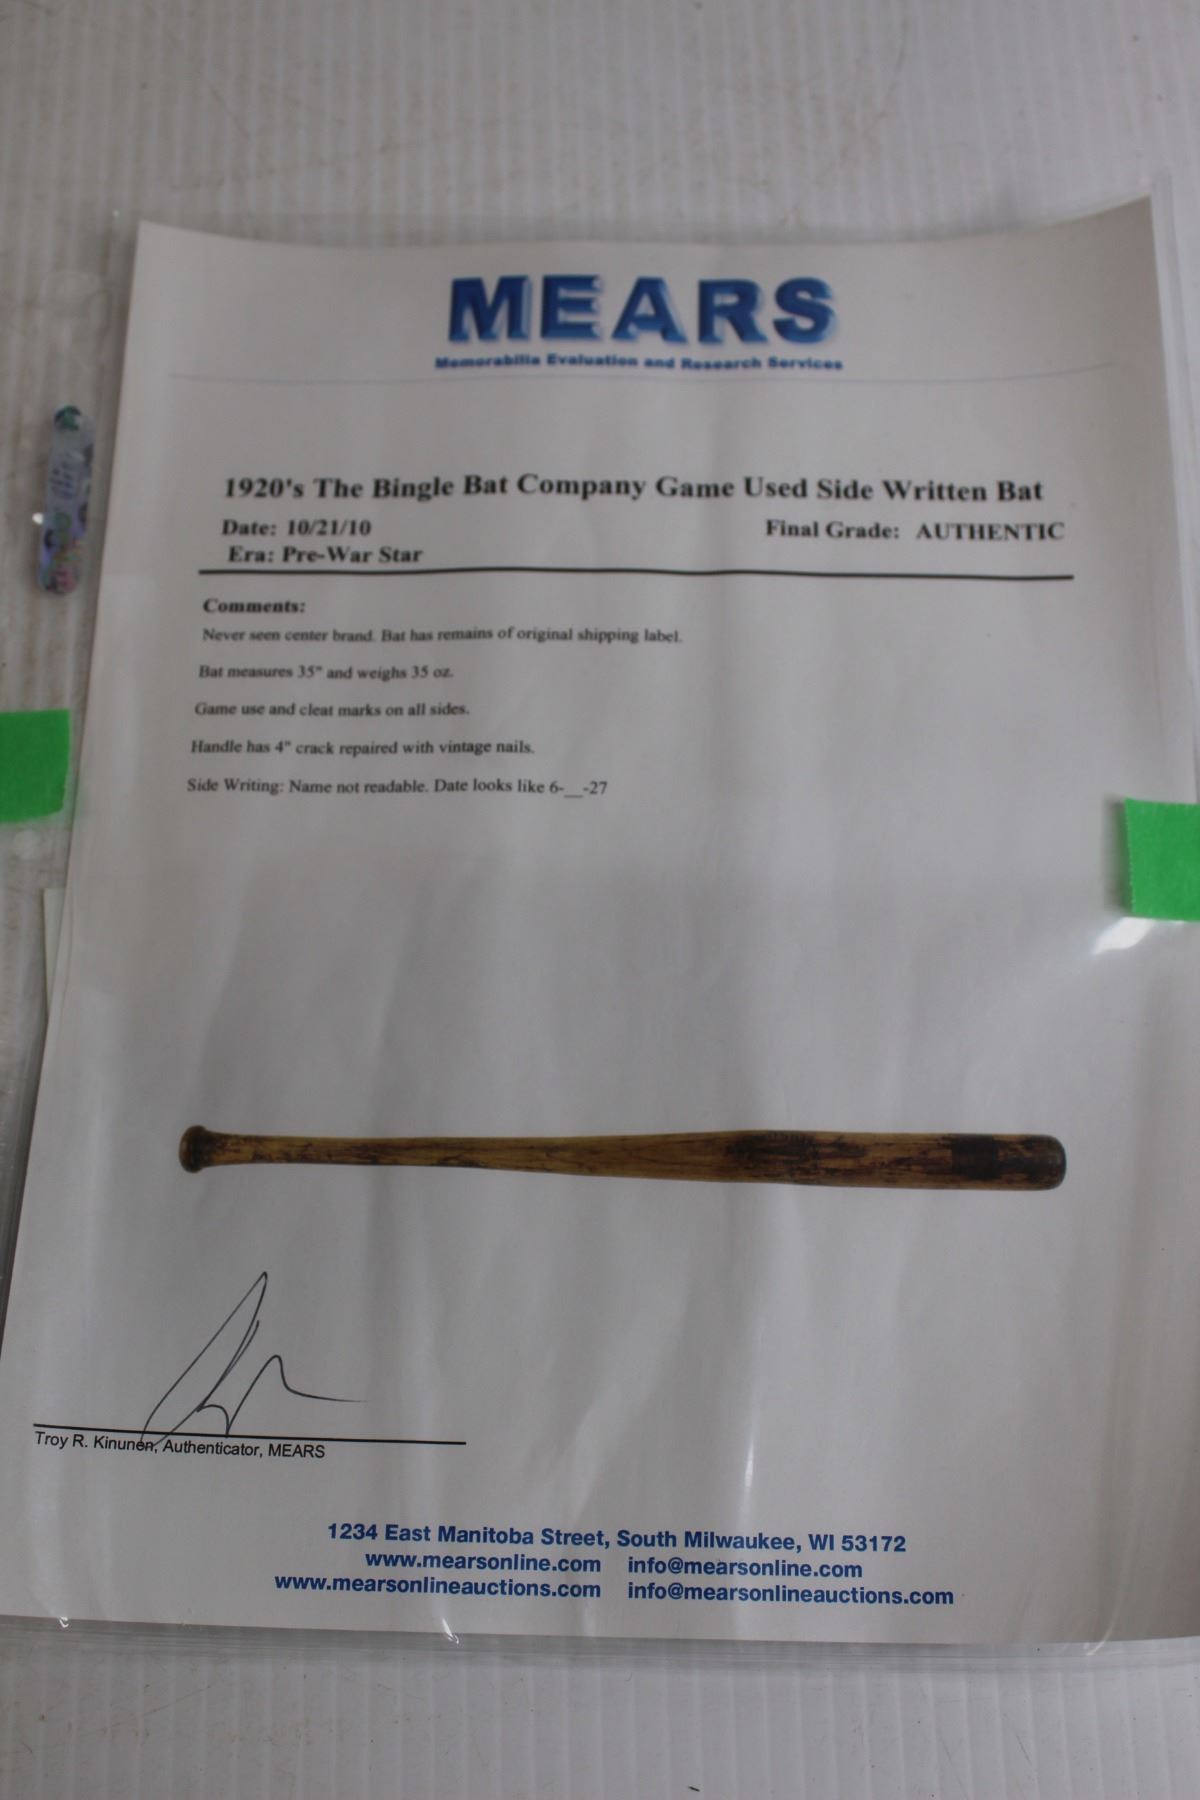 MEARS
Memorabilia Evaluation and Research Services
1920's The Bingle Bat Company Game Used Side Written Bat
Date: 10/21/10 Final Grade: AUTHENTIC
Era: Pre-War Star
Comments:
Never seen center brand. Bat has remains of original shipping label.
Bat measures 35" and weighs 35 oz.
Game use and cleat marks on all sides.
Handle has 4" crack repaired with vintage nails.
Side Writing: Name not readable. Date looks like 6-__-27
Troy R. Kinunen, Authenticator, MEARS
1234 East Manitoba Street, South Milwaukee, WI 53172
www.mearsonline.com info@mearsonline.com
www.mearsonlineauctions.com info@mearsonlineauctions.com